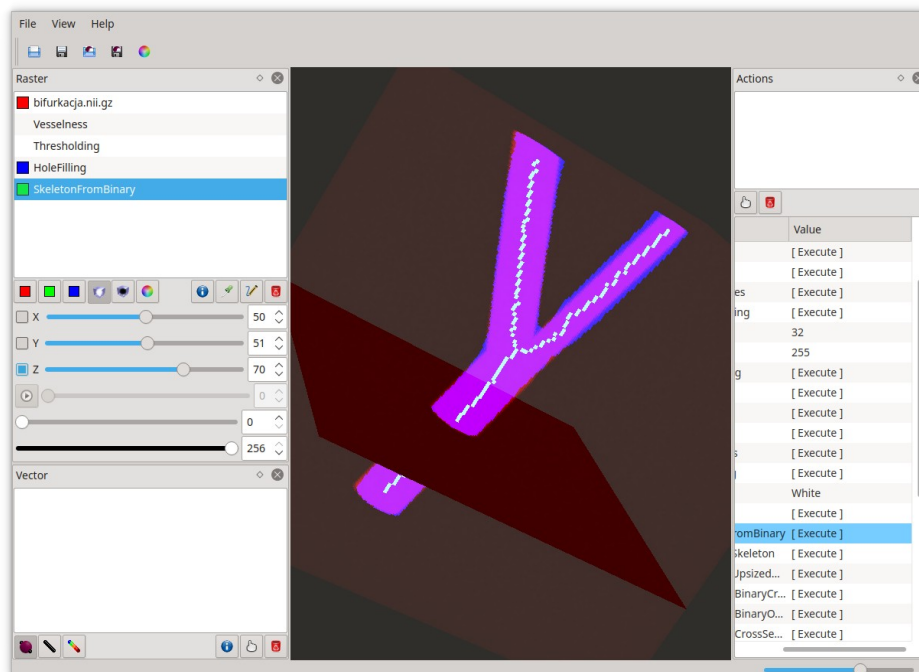 File View Help
Raster
bifurkacja.nii.gz
Vesselness
Thresholding
HoleFilling
SkeletonFromBinary
X 50
Y 51
Z 70
0
0
256
Vector
Actions
Value
[ Execute ]
[ Execute ]
es [ Execute ]
ing [ Execute ]
32
255
g [ Execute ]
[ Execute ]
[ Execute ]
[ Execute ]
s [ Execute ]
[ Execute ]
White
[ Execute ]
romBinary [ Execute ]
Skeleton [ Execute ]
Upsized... [ Execute ]
BinaryCr... [ Execute ]
BinaryO... [ Execute ]
CrossSe... [ Execute ]